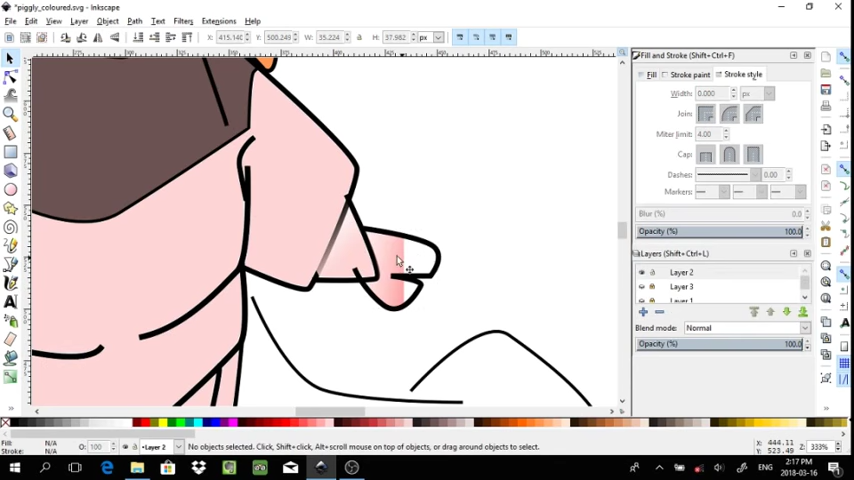 *piggly_coloured.svg - Inkscape
File Edit View Layer Object Path Text Filters Extensions Help
X: 415.140 Y: 500.249 W: 35.224 H: 37.982 px
Fill and Stroke (Shift+Ctrl+F)
Fill Stroke paint Stroke style
Width: 0.000 px
Join:
Miter limit: 4.00
Cap:
Dashes: 0.00
Markers:
Blur (%) 0.0
Opacity (%) 100.0
Layers (Shift+Ctrl+L)
Layer 2
Layer 3
Layer 1
Blend mode: Normal
Opacity (%) 100.0
Fill: N/A
Stroke: N/A
O: 100
Layer 2
No objects selected. Click, Shift+click, Alt+scroll mouse on top of objects, or drag around objects to select.
X: 444.11
Y: 523.49
Z: 333%
ENG
2:17 PM
2018-03-16